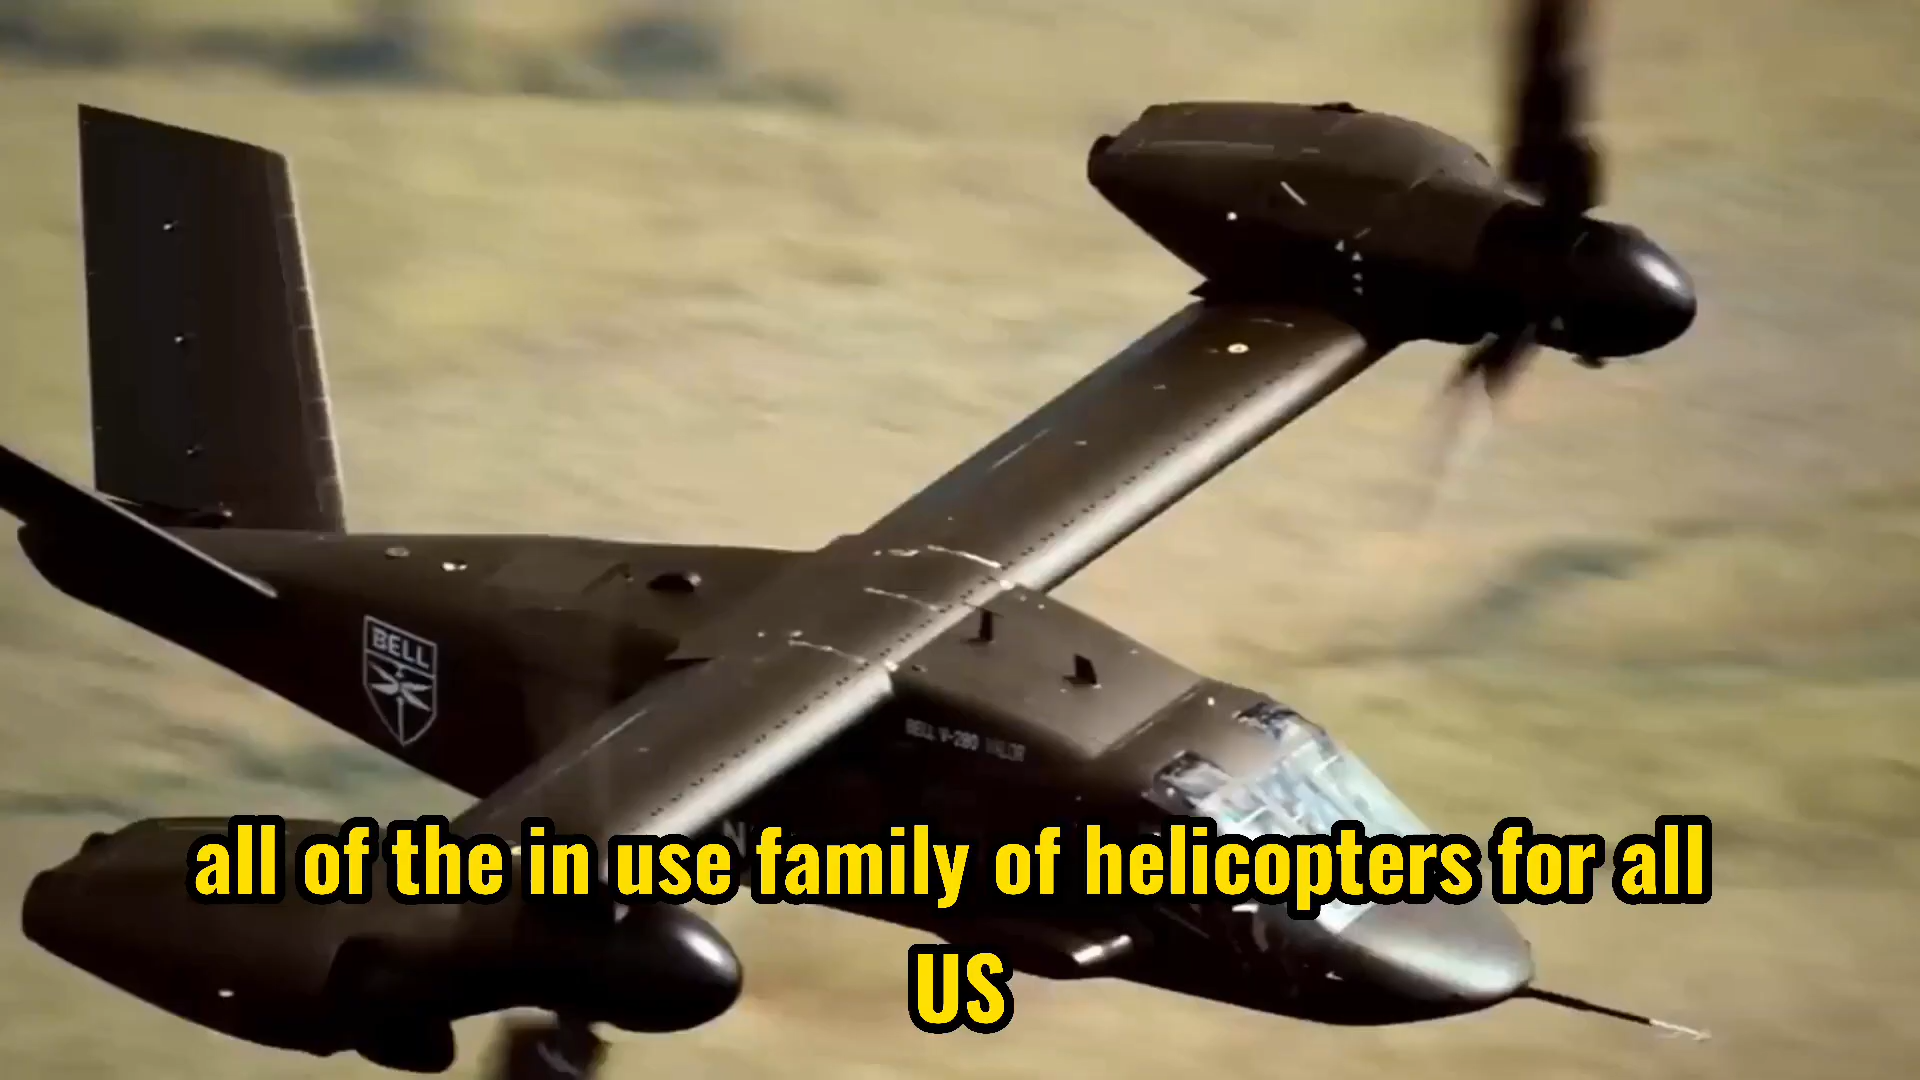 BELL
BELL V-280 VALOR
N
all of the in use family of helicopters for all
US